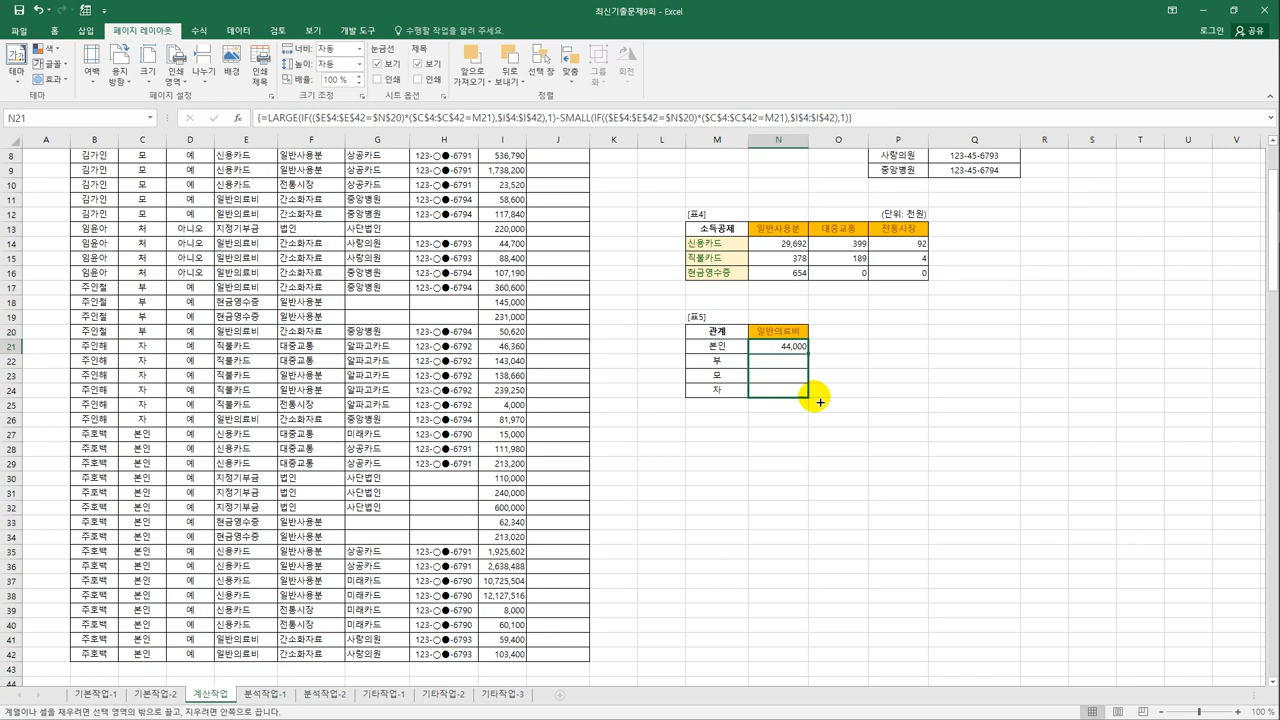 최신기출문제9회 - Excel
로그인 공유
파일 홈 삽입 페이지 레이아웃 수식 데이터 검토 보기 개발 도구 수행할 작업을 알려 주세요.
테마 색 글꼴 효과 여백 용지 방향 크기 인쇄 영역 나누기 배경 인쇄 제목 너비: 자동 높이: 자동 배율: 100 % 눈금선 제목 보기 보기 인쇄 인쇄 앞으로 가져오기 뒤로 보내기 선택 창 맞춤 그룹화 회전
테마 페이지 설정 크기 조정 시트 옵션 정렬
N21 fx {=LARGE(IF(($E$4:$E$42=$N$20)*($C$4:$C$42=M21),$I$4:$I$42),1)-SMALL(IF(($E$4:$E$42=$N$20)*($C$4:$C$42=M21),$I$4:$I$42),1)}
A B C D E F G H I J K L M N O P Q R S T U V
8 김가인 모 예 신용카드 일반사용분 상공카드 123-○●-6791 536,790 사랑의원 123-45-6793
9 김가인 모 예 신용카드 일반사용분 상공카드 123-○●-6791 1,738,200 중앙병원 123-45-6794
10 김가인 모 예 신용카드 전통시장 상공카드 123-○●-6791 23,520
11 김가인 모 예 일반의료비 간소화자료 중앙병원 123-○●-6794 58,600
12 김가인 모 예 일반의료비 간소화자료 중앙병원 123-○●-6794 117,840 [표4] (단위: 천원)
13 임윤아 처 아니오 지정기부금 법인 사단법인 220,000 소득공제 일반사용분 대중교통 전통시장
14 임윤아 처 아니오 일반의료비 간소화자료 사랑의원 123-○●-6793 44,700 신용카드 29,692 399 92
15 임윤아 처 아니오 일반의료비 간소화자료 사랑의원 123-○●-6793 88,400 직불카드 378 189 4
16 임윤아 처 아니오 일반의료비 간소화자료 중앙병원 123-○●-6794 107,190 현금영수증 654 0 0
17 주인철 부 예 일반의료비 간소화자료 중앙병원 123-○●-6794 360,600
18 주인철 부 예 현금영수증 일반사용분 145,000
19 주인철 부 예 현금영수증 일반사용분 231,000 [표5]
20 주인철 부 예 일반의료비 간소화자료 중앙병원 123-○●-6794 50,620 관계 일반의료비
21 주인해 자 예 직불카드 대중교통 알파고카드 123-○●-6792 46,360 본인 44,000
22 주인해 자 예 직불카드 대중교통 알파고카드 123-○●-6792 143,040 부
23 주인해 자 예 직불카드 일반사용분 알파고카드 123-○●-6792 138,660 모
24 주인해 자 예 직불카드 일반사용분 알파고카드 123-○●-6792 239,250 자
25 주인해 자 예 직불카드 전통시장 알파고카드 123-○●-6792 4,000
26 주인해 자 예 일반의료비 간소화자료 중앙병원 123-○●-6794 81,970
27 주호백 본인 예 신용카드 대중교통 미래카드 123-○●-6790 15,000
28 주호백 본인 예 신용카드 대중교통 상공카드 123-○●-6791 111,980
29 주호백 본인 예 신용카드 대중교통 상공카드 123-○●-6791 213,200
30 주호백 본인 예 지정기부금 법인 사단법인 110,000
31 주호백 본인 예 지정기부금 법인 사단법인 240,000
32 주호백 본인 예 지정기부금 법인 사단법인 600,000
33 주호백 본인 예 현금영수증 일반사용분 62,340
34 주호백 본인 예 현금영수증 일반사용분 213,020
35 주호백 본인 예 신용카드 일반사용분 상공카드 123-○●-6791 1,925,602
36 주호백 본인 예 신용카드 일반사용분 상공카드 123-○●-6791 2,638,488
37 주호백 본인 예 신용카드 일반사용분 미래카드 123-○●-6790 10,725,504
38 주호백 본인 예 신용카드 일반사용분 미래카드 123-○●-6790 12,127,516
39 주호백 본인 예 신용카드 전통시장 미래카드 123-○●-6790 8,000
40 주호백 본인 예 신용카드 전통시장 미래카드 123-○●-6790 60,100
41 주호백 본인 예 일반의료비 간소화자료 사랑의원 123-○●-6793 59,400
42 주호백 본인 예 일반의료비 간소화자료 사랑의원 123-○●-6793 103,400
43
44
기본작업-1 기본작업-2 계산작업 분석작업-1 분석작업-2 기타작업-1 기타작업-2 기타작업-3
계열이나 셀을 재우려면 선택 영역의 밖으로 끌고, 지우려면 안쪽으로 끕니다. 100 %